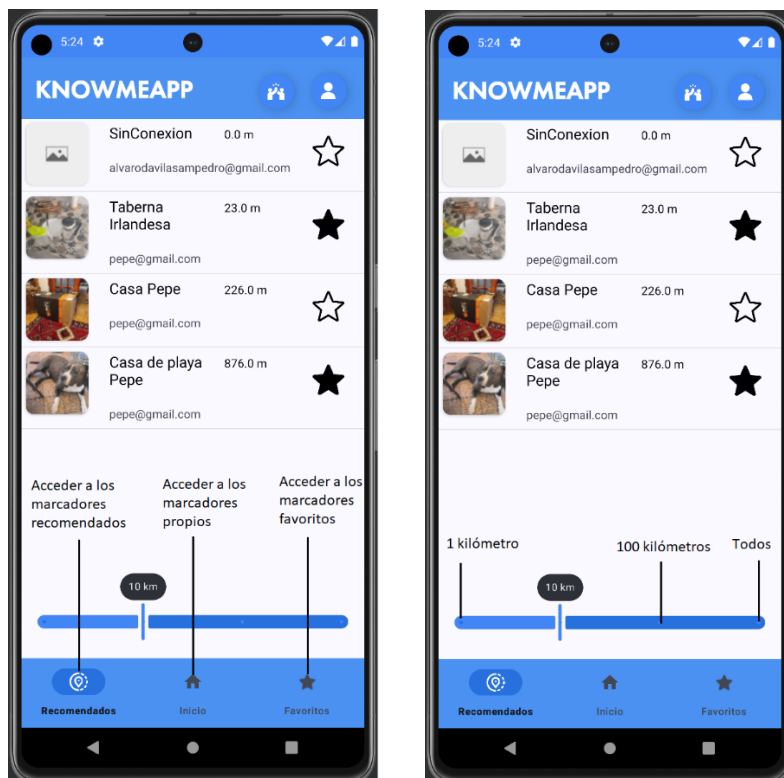 5:24
KNOWMEAPP
SinConexion 0.0 m
alvarodavilasampedro@gmail.com
Taberna 23.0 m
Irlandesa
pepe@gmail.com
Casa Pepe 226.0 m
pepe@gmail.com
Casa de playa 876.0 m
Pepe
pepe@gmail.com
Acceder a los
marcadores
recomendados
Acceder a los
marcadores
propios
Acceder a los
marcadores
favoritos
10 km
Recomendados Inicio Favoritos
5:24
KNOWMEAPP
SinConexion 0.0 m
alvarodavilasampedro@gmail.com
Taberna 23.0 m
Irlandesa
pepe@gmail.com
Casa Pepe 226.0 m
pepe@gmail.com
Casa de playa 876.0 m
Pepe
pepe@gmail.com
1 kilómetro 100 kilómetros Todos
10 km
Recomendados Inicio Favoritos